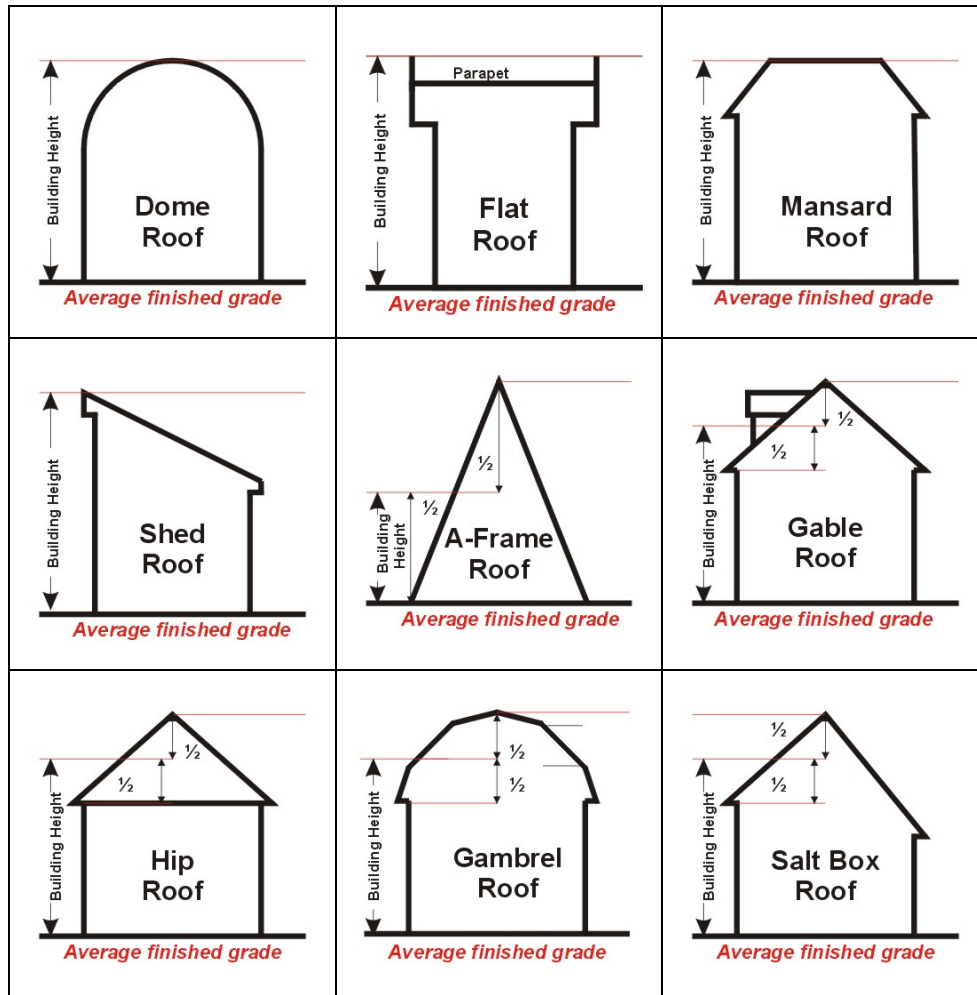 Building Height
Dome
Roof
Average finished grade
Parapet
Building Height
Flat
Roof
Average finished grade
Building Height
Mansard
Roof
Average finished grade
Building Height
Shed
Roof
Average finished grade
½
½
Building
Height
A-Frame
Roof
Average finished grade
½
½
Building Height
Gable
Roof
Average finished grade
½
½
Building Height
Hip
Roof
Average finished grade
½
½
Building Height
Gambrel
Roof
Average finished grade
½
½
Building Height
Salt Box
Roof
Average finished grade